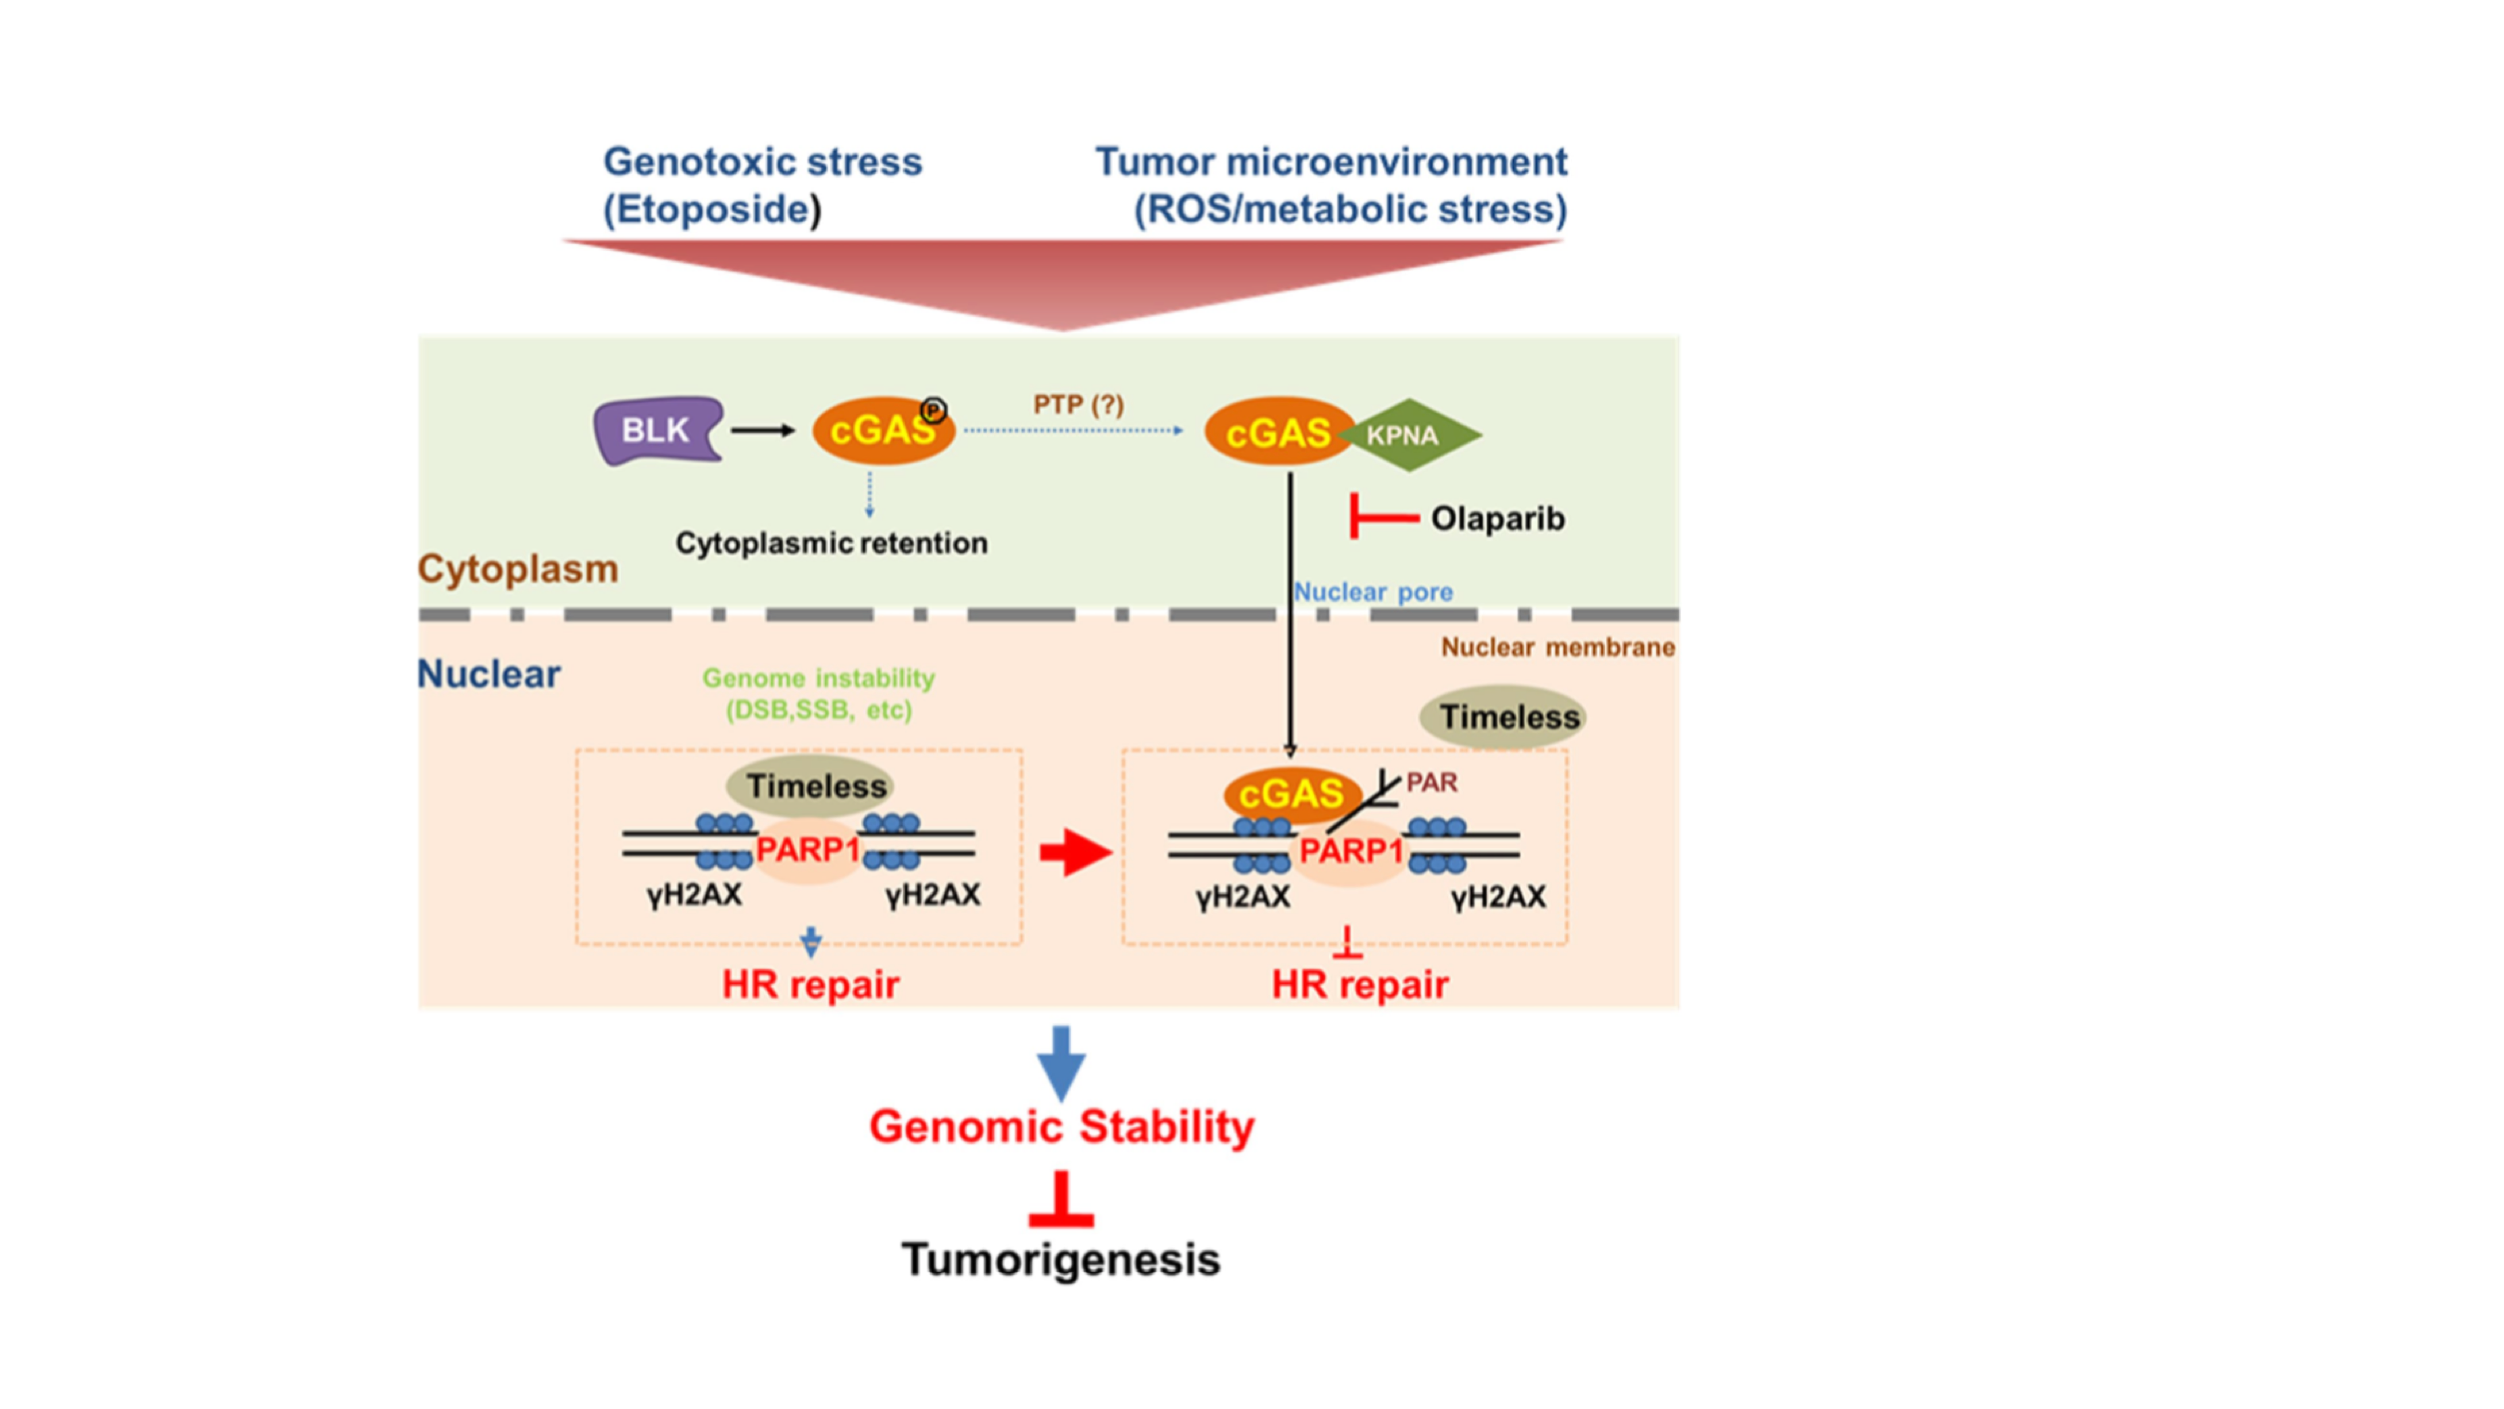 Genotoxic stress
(Etoposide)
Tumor microenvironment
(ROS/metabolic stress)
BLK
cGAS
P
PTP (?)
cGAS
KPNA
Cytoplasmic retention
Olaparib
Cytoplasm
Nuclear pore
Nuclear membrane
Nuclear
Genome instability
(DSB,SSB, etc)
Timeless
Timeless
PARP1
γH2AX
γH2AX
cGAS
PAR
PARP1
γH2AX
γH2AX
HR repair
HR repair
Genomic Stability
Tumorigenesis